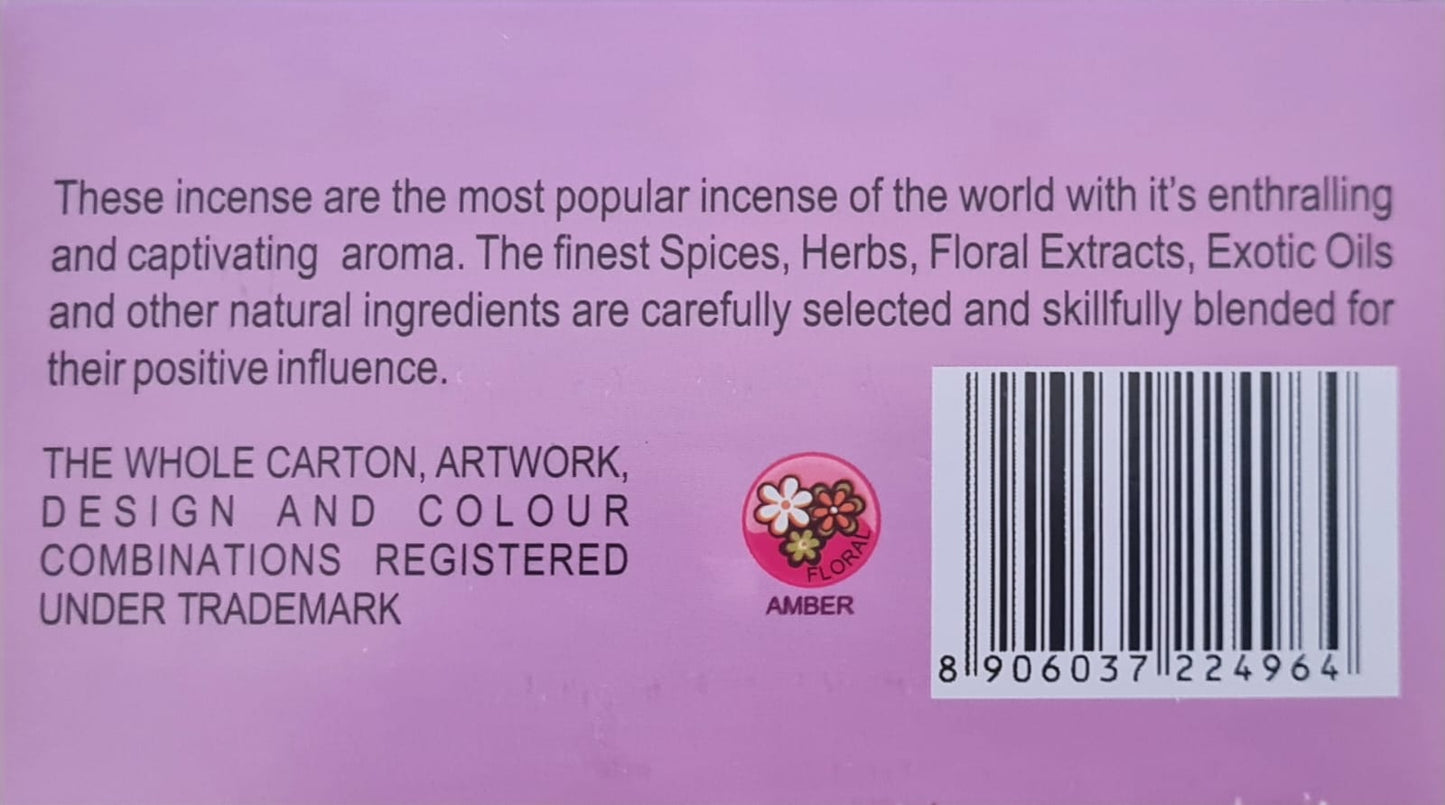 These incense are the most popular incense of the world with it's enthralling
and captivating aroma. The finest Spices, Herbs, Floral Extracts, Exotic Oils
and other natural ingredients are carefully selected and skillfully blended for
their positive influence.
THE WHOLE CARTON, ARTWORK,
DESIGN AND COLOUR
COMBINATIONS REGISTERED
UNDER TRADEMARK
FLORAL
AMBER
8 906037 224964